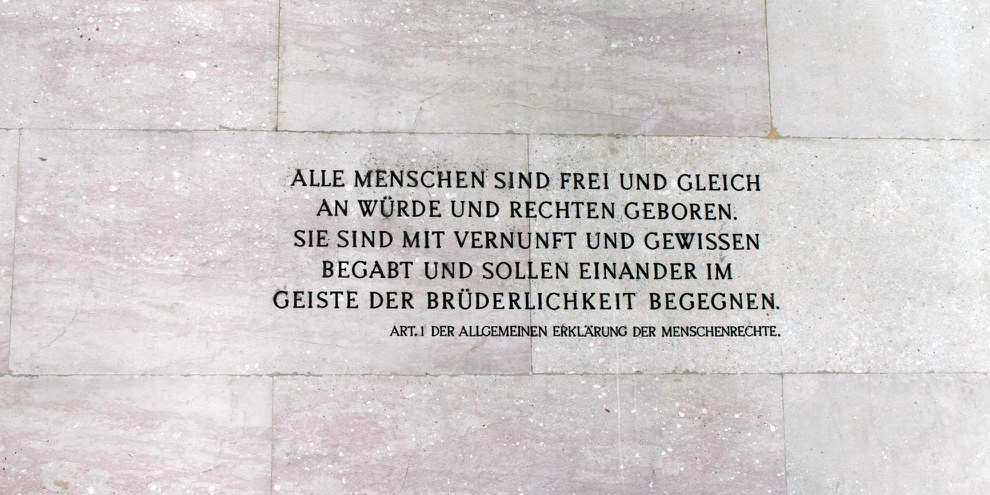 ALLE MENSCHEN SIND FREI UND GLEICH
AN WÜRDE UND RECHTEN GEBOREN.
SIE SIND MIT VERNUNFT UND GEWISSEN
BEGABT UND SOLLEN EINANDER IM
GEISTE DER BRÜDERLICHKEIT BEGEGNEN.
ART. 1 DER ALLGEMEINEN ERKLÄRUNG DER MENSCHENRECHTE.